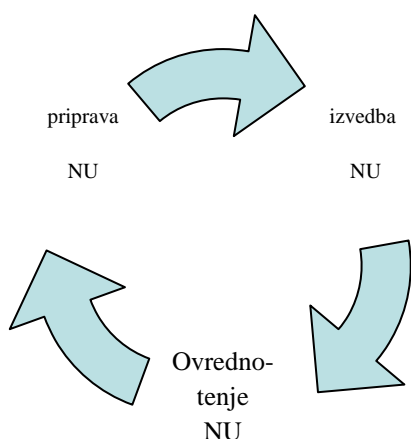 priprava
NU
izvedba
NU
Ovredno-
tenje
NU